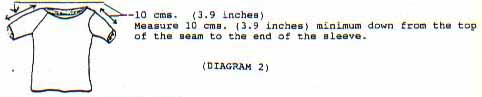 10 cms. (3.9 inches)
Measure 10 cms. (3.9 inches) minimum down from the top
of the seam to the end of the sleeve.
(DIAGRAM 2)